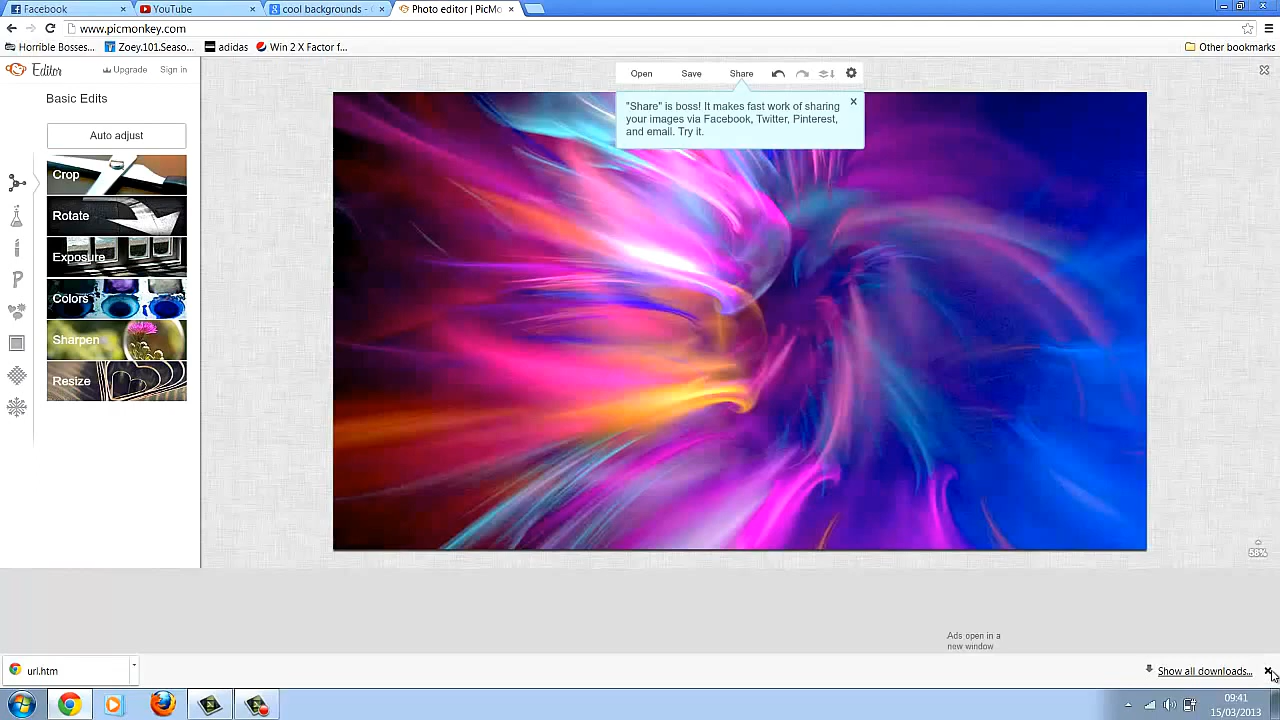 Facebook
YouTube
cool backgrounds -
Photo editor | PicMo
www.picmonkey.com
Horrible Bosses...
Zoey.101.Seaso...
adidas
Win 2 X Factor f...
Other bookmarks
Editor
Upgrade
Sign in
Open
Save
Share
Basic Edits
"Share" is boss! It makes fast work of sharing
your images via Facebook, Twitter, Pinterest,
and email. Try it.
Auto adjust
Crop
Rotate
Exposure
Colors
Sharpen
Resize
58%
Ads open in a
new window
url.htm
Show all downloads...
09:41
15/03/2013